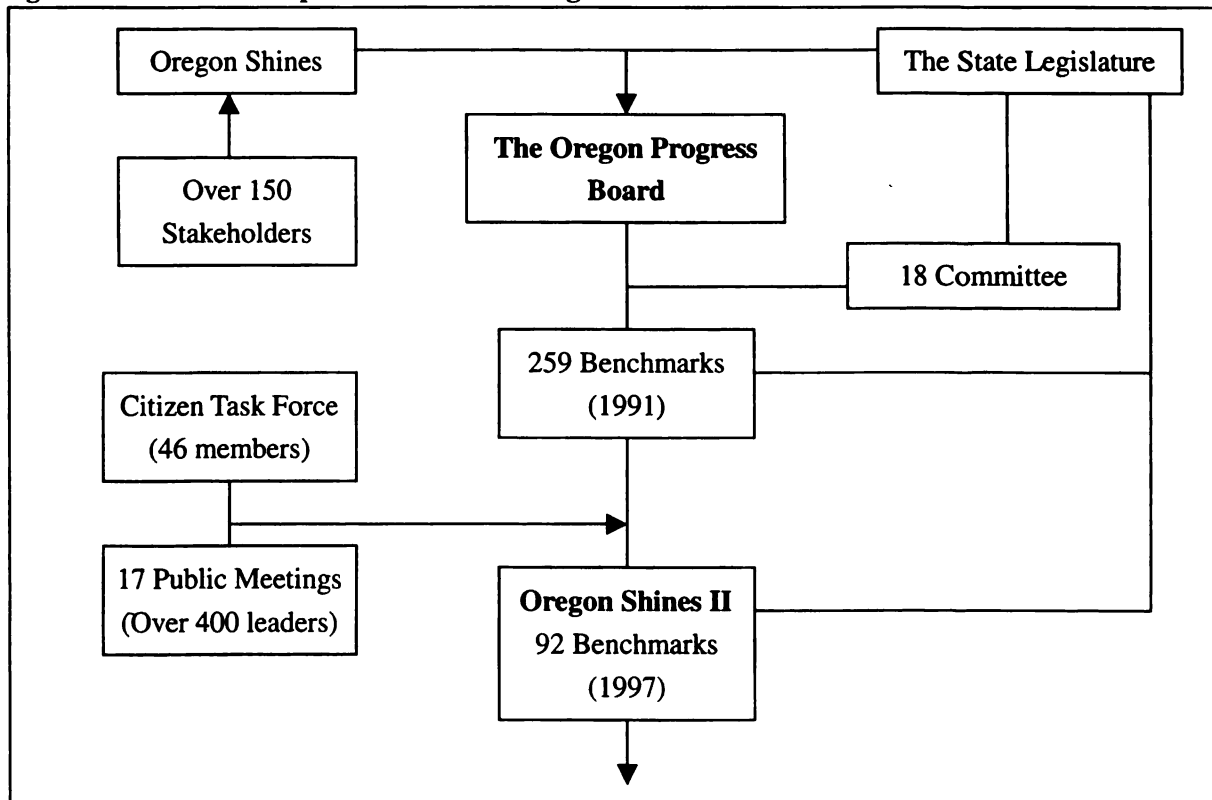 Oregon Shines
The State Legislature
The Oregon Progress
Board
Over 150
Stakeholders
18 Committee
259 Benchmarks
(1991)
Citizen Task Force
(46 members)
17 Public Meetings
(Over 400 leaders)
Oregon Shines II
92 Benchmarks
(1997)